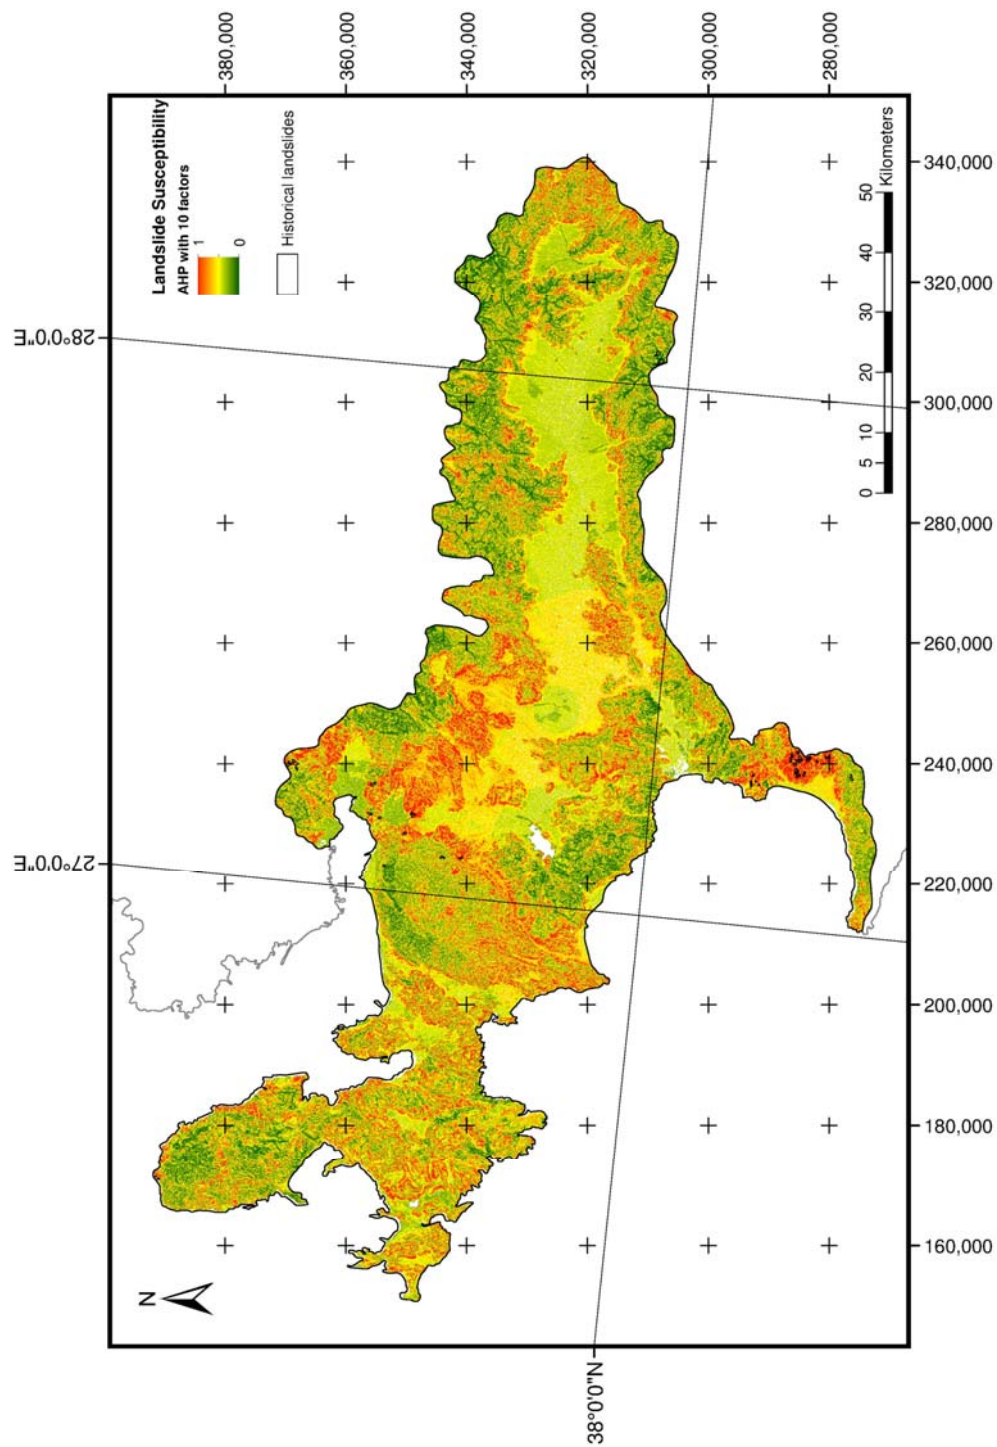 380,000
360,000
340,000
320,000
300,000
280,000
Landslide Susceptibility
AHP with 10 factors
1
0
Historical landslides
28°0'0"E
27°0'0"E
38°0'0"N
N
0 5 10 20 30 40 50
Kilometers
160,000
180,000
200,000
220,000
240,000
260,000
280,000
300,000
320,000
340,000